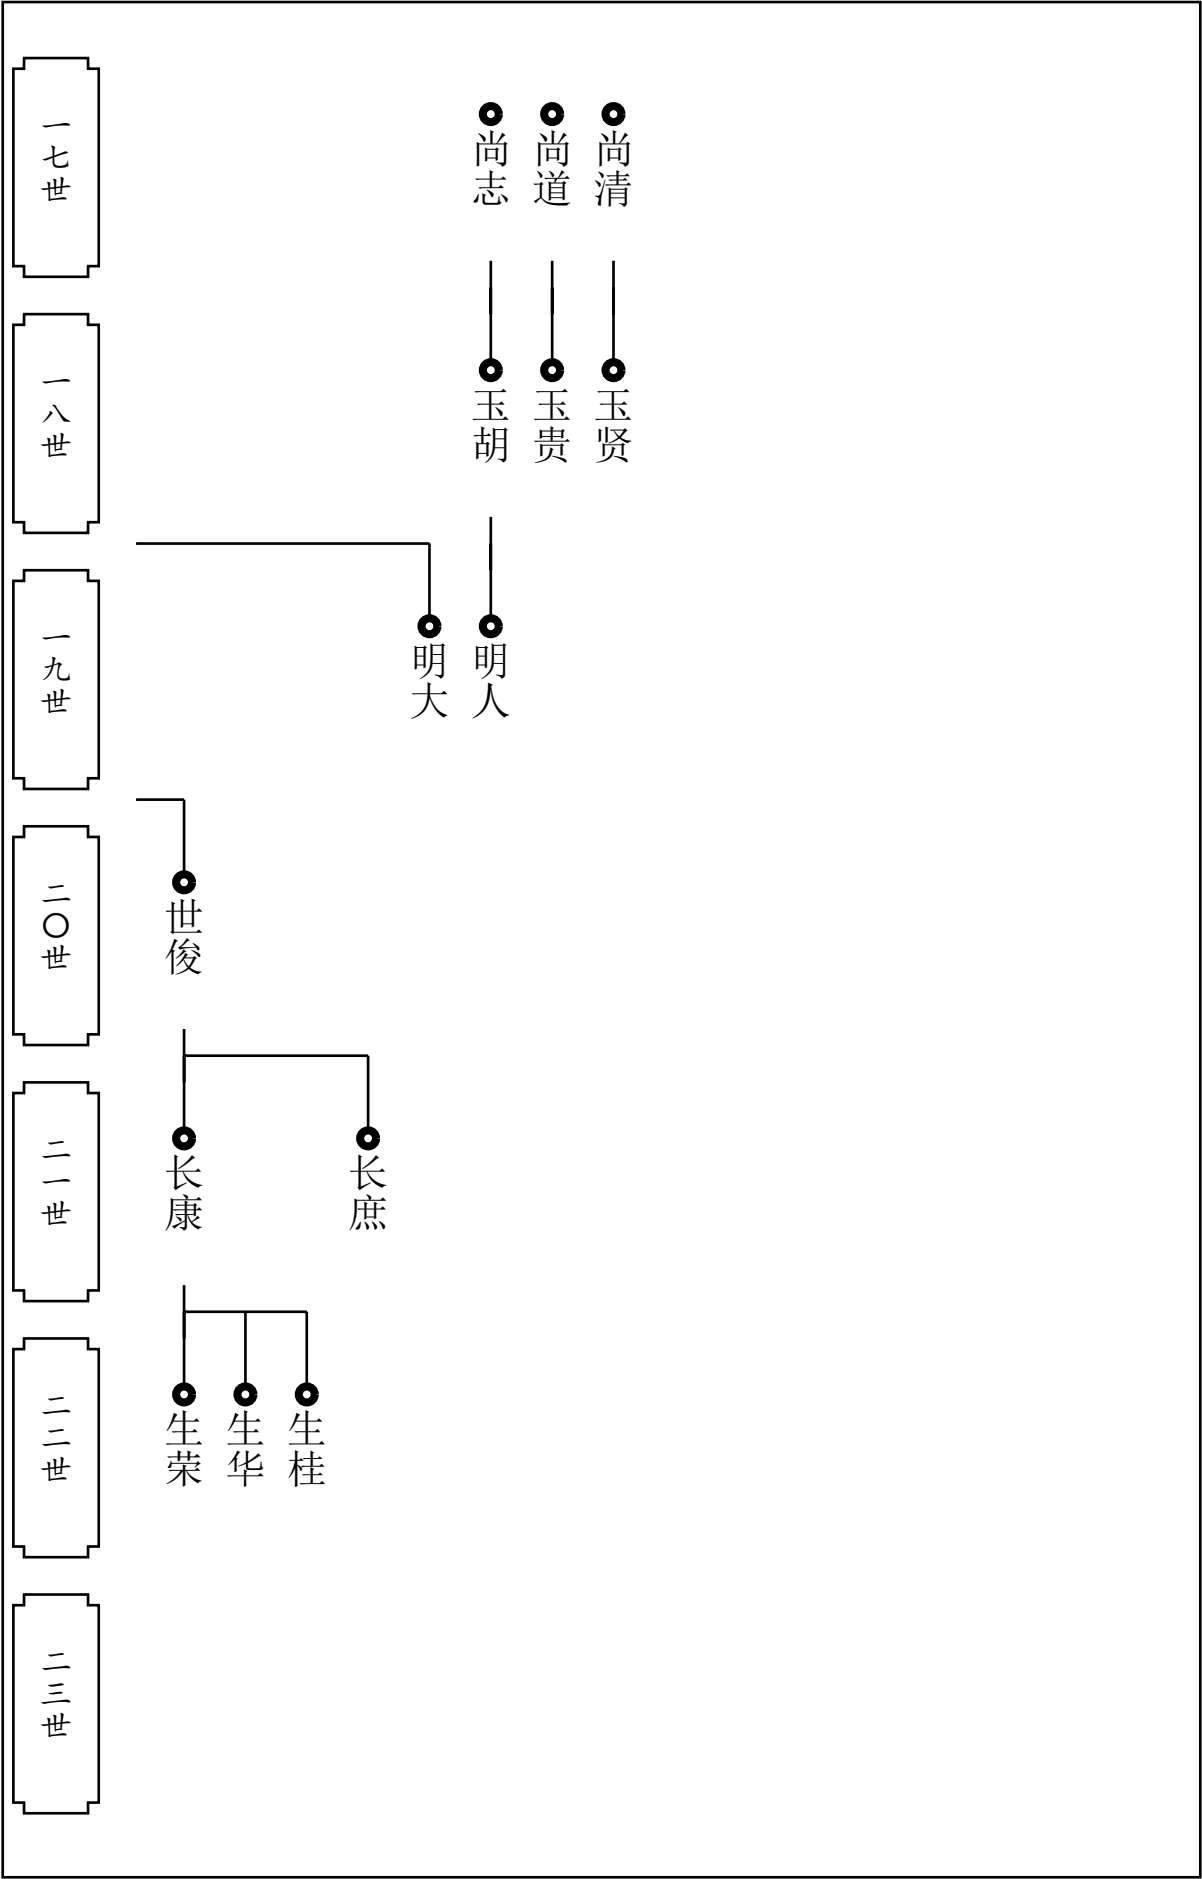 一七世
尚志
尚道
尚清
一八世
玉胡
玉贵
玉贤
一九世
明大
明人
二〇世
世俊
二一世
长康
长庶
二二世
生荣
生华
生桂
二三世